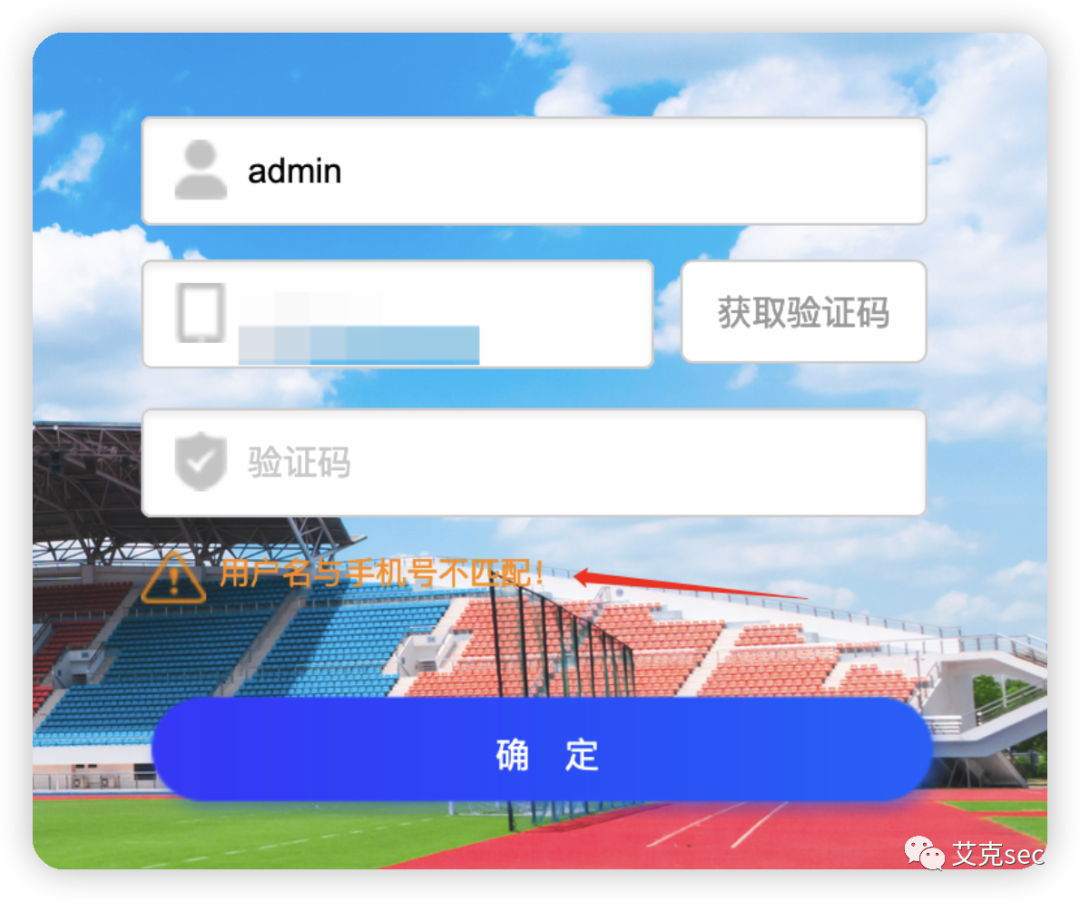 admin
获取验证码
验证码
用户名与手机号不匹配！
确 定
艾克sec